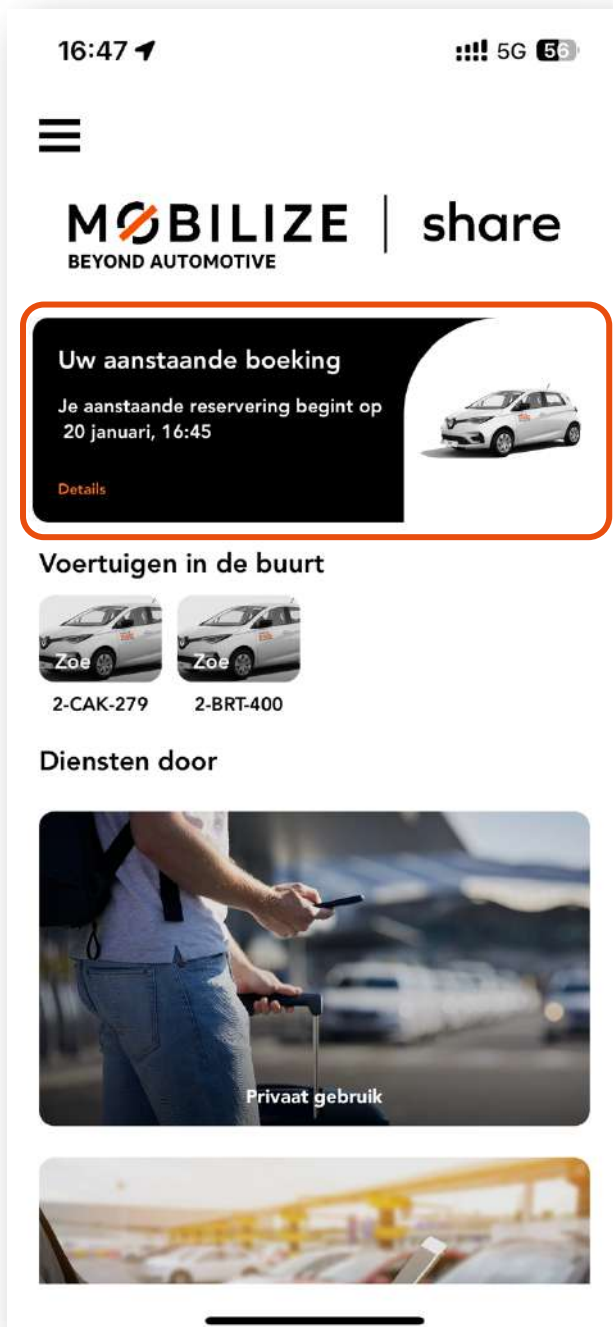 16:47
5G 56
MOBILIZE | share
BEYOND AUTOMOTIVE
Uw aanstaande boeking
Je aanstaande reservering begint op
20 januari, 16:45
Details
Voertuigen in de buurt
Zoe Zoe
2-CAK-279 2-BRT-400
Diensten door
Privaat gebruik